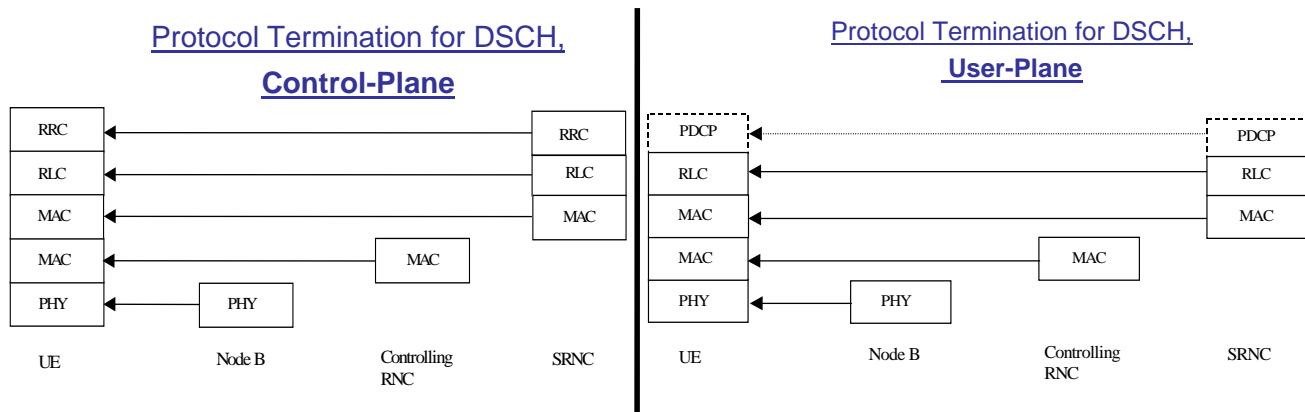 Protocol Termination for DSCH,
Control-Plane
RRC
RRC
RLC
RLC
MAC
MAC
MAC
MAC
PHY
PHY
UE
Node B
Controlling
RNC
SRNC
Protocol Termination for DSCH,
User-Plane
PDCP
PDCP
RLC
RLC
MAC
MAC
MAC
MAC
PHY
PHY
UE
Node B
Controlling
RNC
SRNC